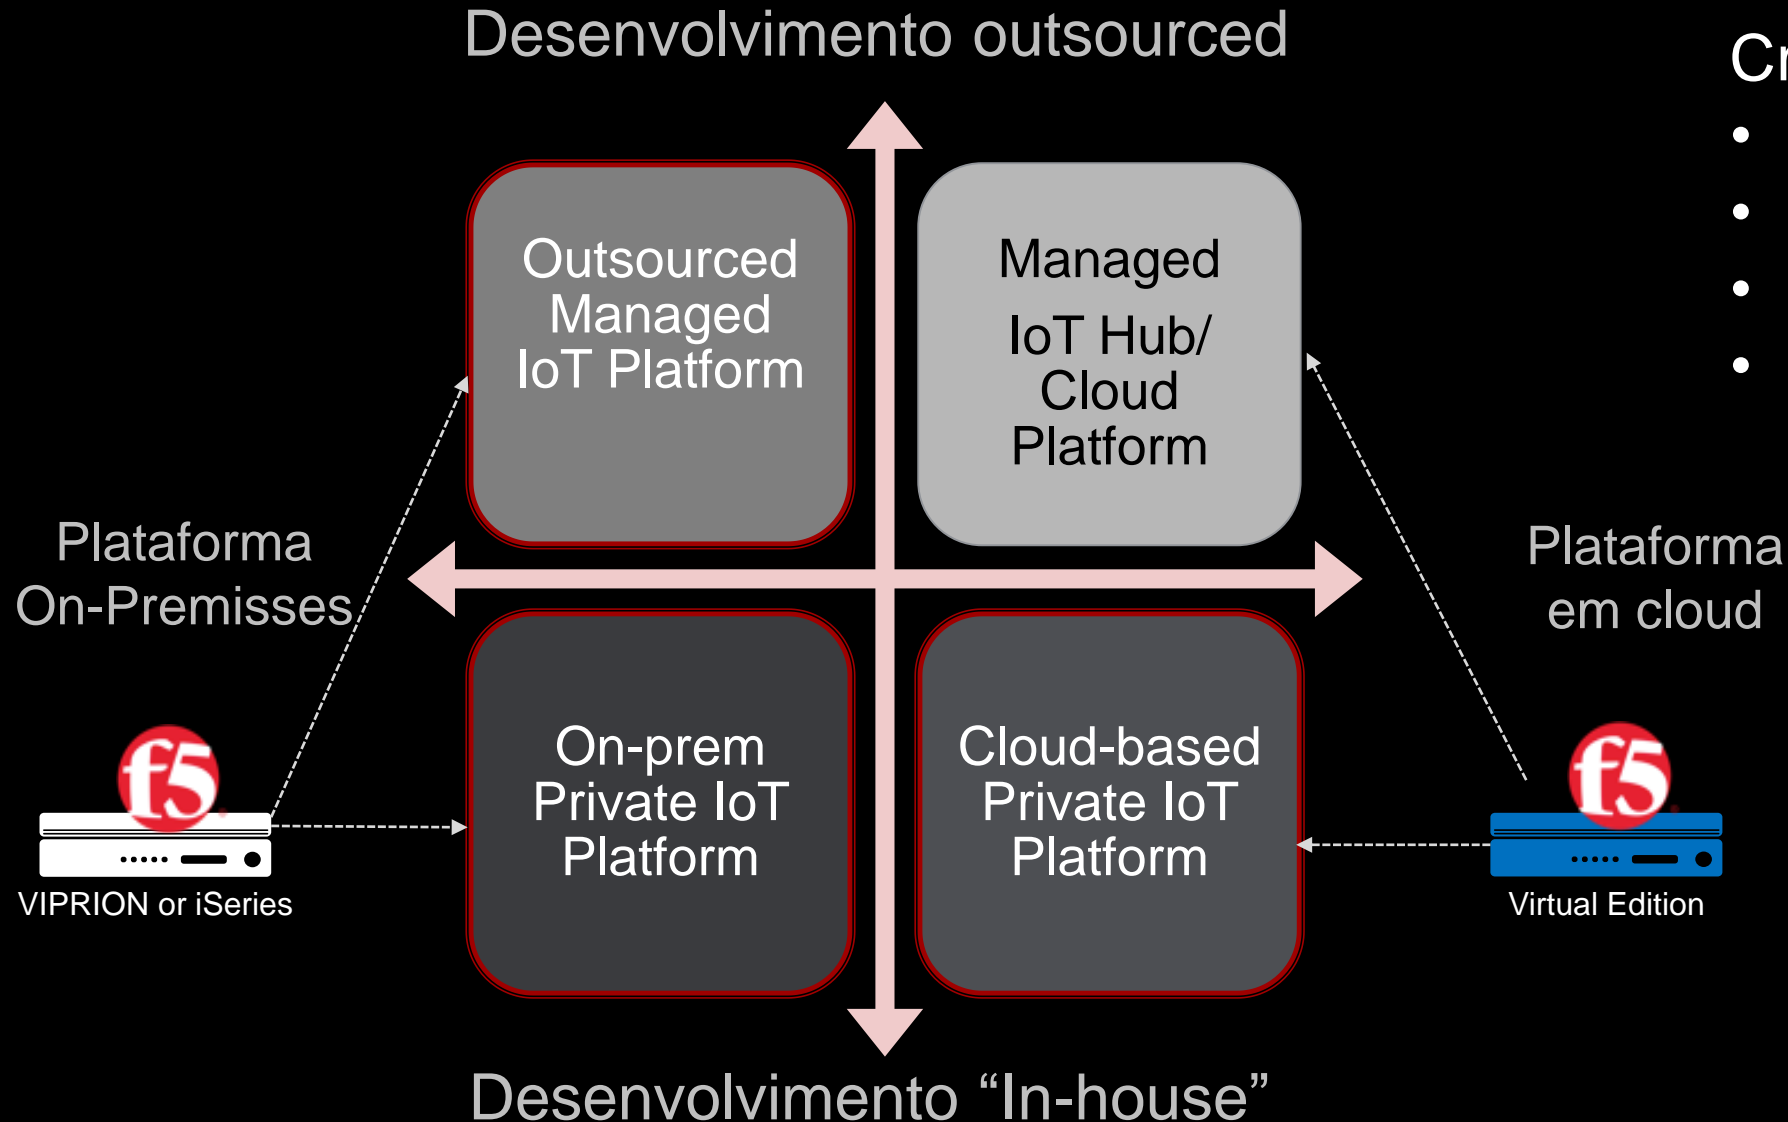 Desenvolvimento outsourced
Outsourced
Managed
IoT Platform
Managed
IoT Hub/
Cloud
Platform
Plataforma
On-Premisses
Plataforma
em cloud
On-prem
Private IoT
Platform
Cloud-based
Private IoT
Platform
f5
VIPRION or iSeries
f5
Virtual Edition
Desenvolvimento “In-house”